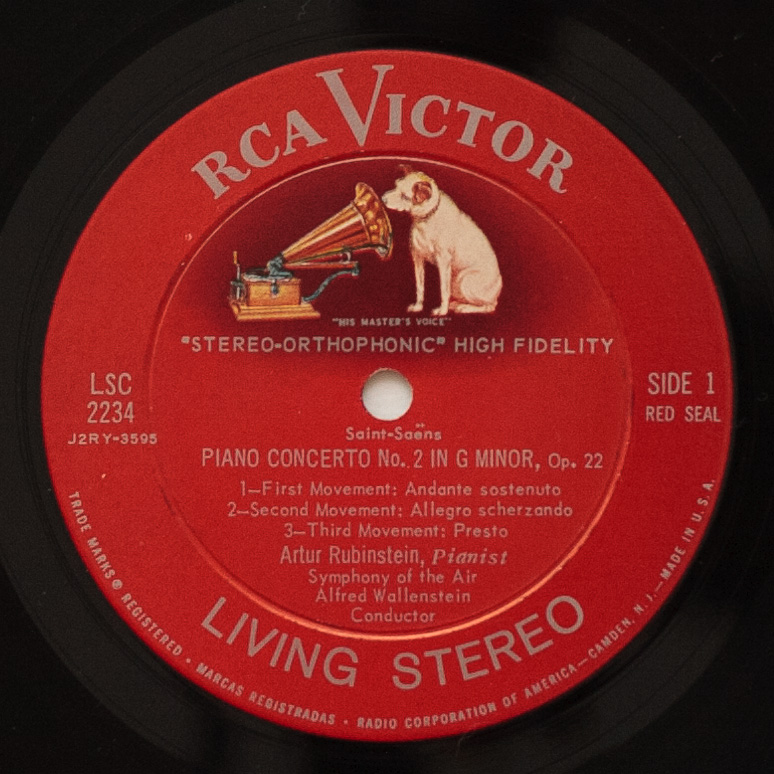 RCA VICTOR
"HIS MASTER'S VOICE"
"STEREO-ORTHOPHONIC" HIGH FIDELITY
LSC
2234
J2RY-3595
SIDE 1
RED SEAL
Saint-Saëns
PIANO CONCERTO No. 2 IN G MINOR, Op. 22
1—First Movement: Andante sostenuto
2—Second Movement: Allegro scherzando
3—Third Movement: Presto
Artur Rubinstein, Pianist
Symphony of the Air
Alfred Wallenstein
Conductor
LIVING STEREO
TRADE MARKS ® REGISTERED • MARCAS REGISTRADAS • RADIO CORPORATION OF AMERICA—CAMDEN, N. J.—MADE IN U. S. A.